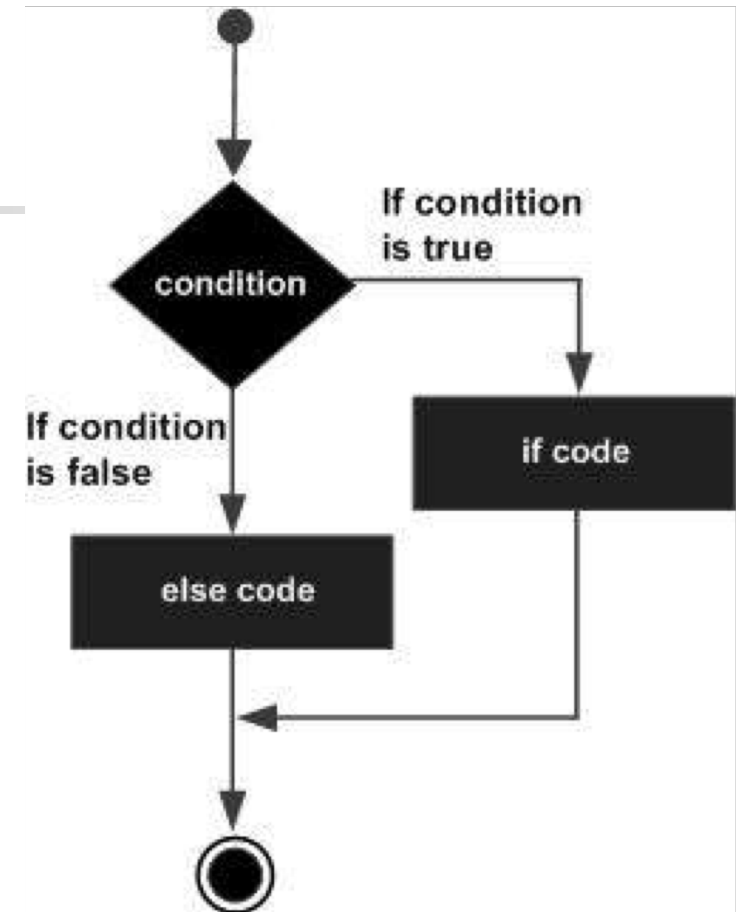 If condition
is true
condition
If condition
is false
if code
else code